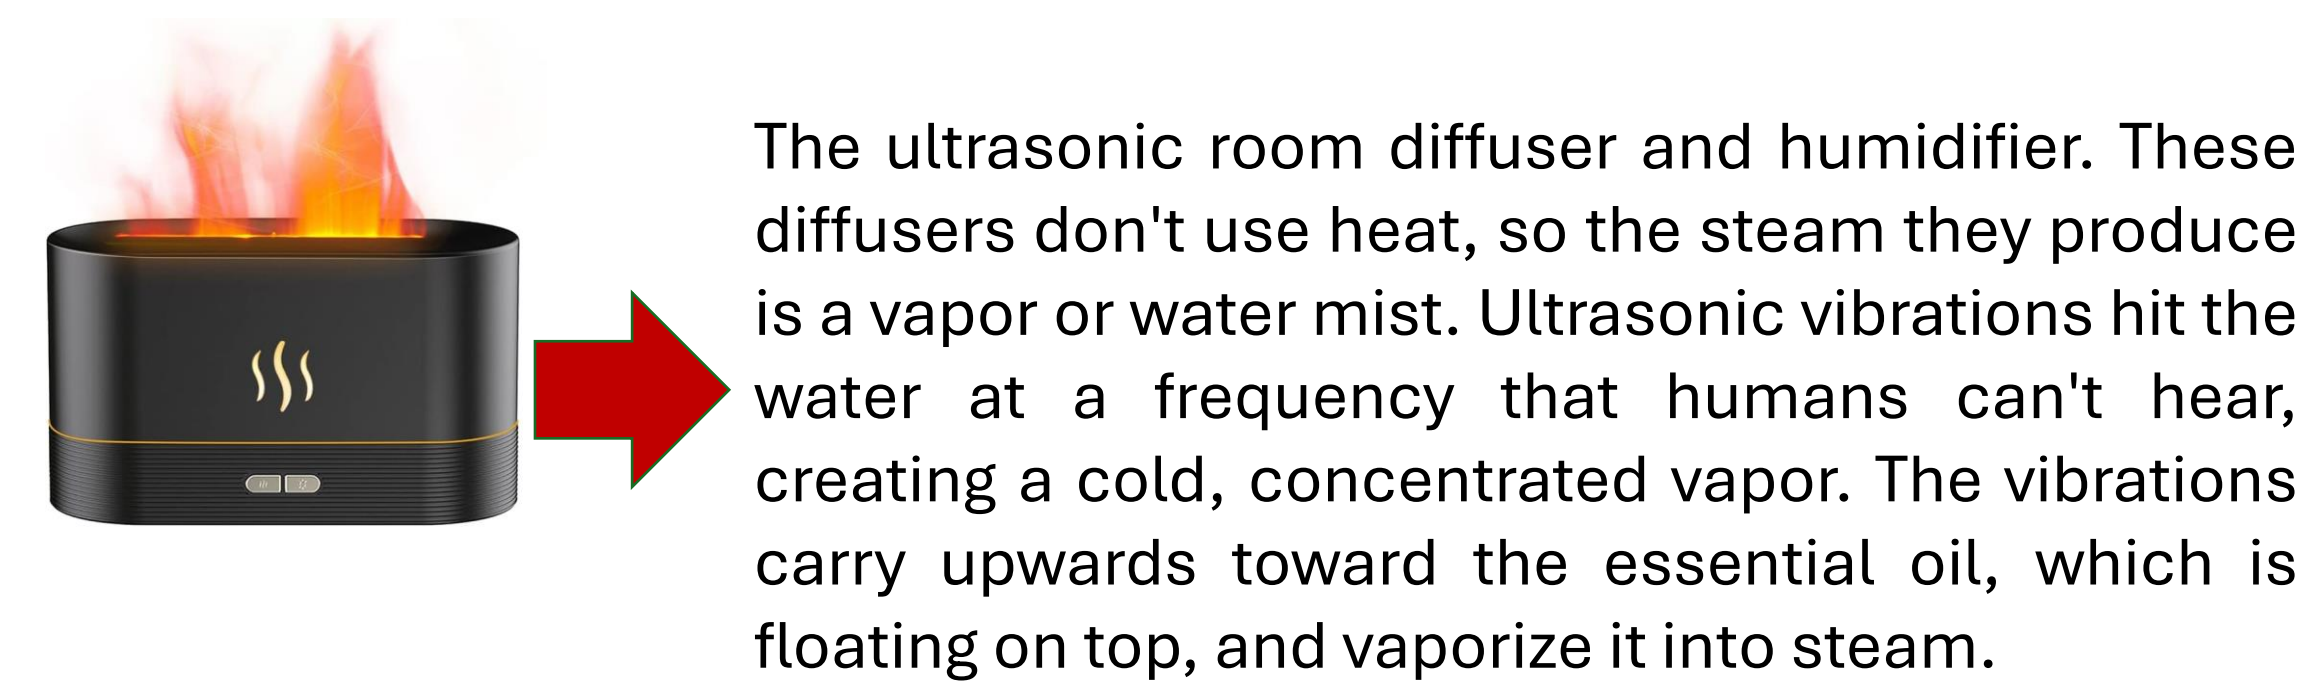 The ultrasonic room diffuser and humidifier. These
diffusers don't use heat, so the steam they produce
is a vapor or water mist. Ultrasonic vibrations hit the
water at a frequency that humans can't hear,
creating a cold, concentrated vapor. The vibrations
carry upwards toward the essential oil, which is
floating on top, and vaporize it into steam.